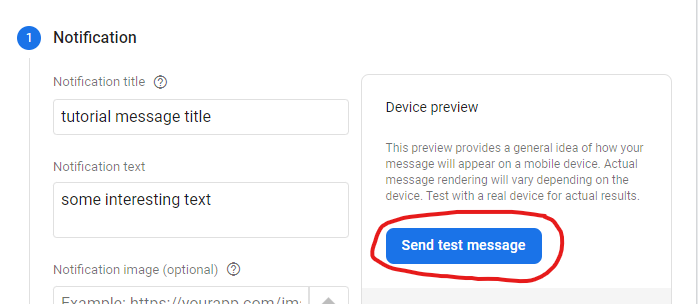 1 Notification
Notification title ?
tutorial message title
Notification text
some interesting text
Notification image (optional) ?
Example: https://yourapp.com/ima
Device preview
This preview provides a general idea of how your
message will appear on a mobile device. Actual
message rendering will vary depending on the
device. Test with a real device for actual results.
Send test message